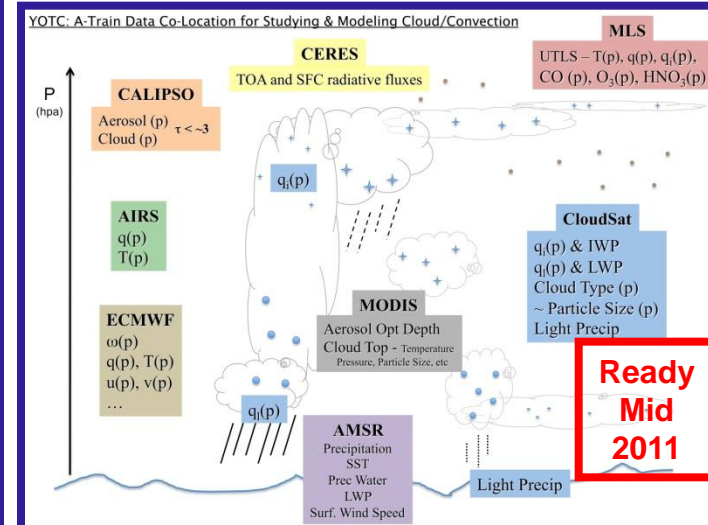 YOTC: A-Train Data Co-Location for Studying & Modeling Cloud/Convection
P
(hpa)
CALIPSO
Aerosol (p)
Cloud (p)
τ < ~3
CERES
TOA and SFC radiative fluxes
MLS
UTLS – T(p), q(p), qi(p),
CO (p), O3(p), HNO3(p)
AIRS
q(p)
T(p)
qi(p)
CloudSat
qi(p) & IWP
ql(p) & LWP
Cloud Type (p)
~ Particle Size (p)
Light Precip
ECMWF
ω(p)
q(p), T(p)
u(p), v(p)
…
MODIS
Aerosol Opt Depth
Cloud Top - Temperature
Pressure, Particle Size, etc
ql(p)
AMSR
Precipitation
SST
Prec Water
LWP
Surf. Wind Speed
Light Precip
Ready
Mid
2011